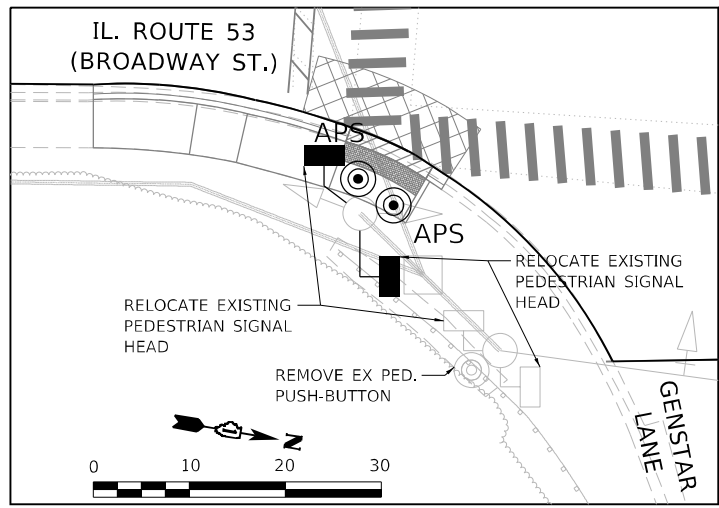 IL. ROUTE 53
(BROADWAY ST.)
APS
APS
RELOCATE EXISTING
PEDESTRIAN SIGNAL
HEAD
RELOCATE EXISTING
PEDESTRIAN SIGNAL
HEAD
REMOVE EX PED.
PUSH-BUTTON
GENSTAR
LANE
N
0 10 20 30